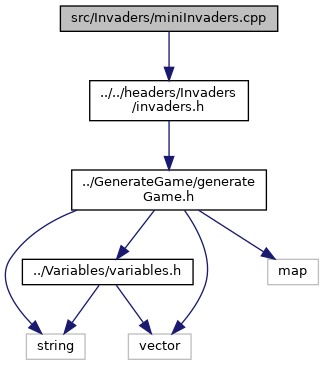 src/Invaders/miniInvaders.cpp
../../headers/Invaders
/invaders.h
../GenerateGame/generate
Game.h
../Variables/variables.h
map
string
vector